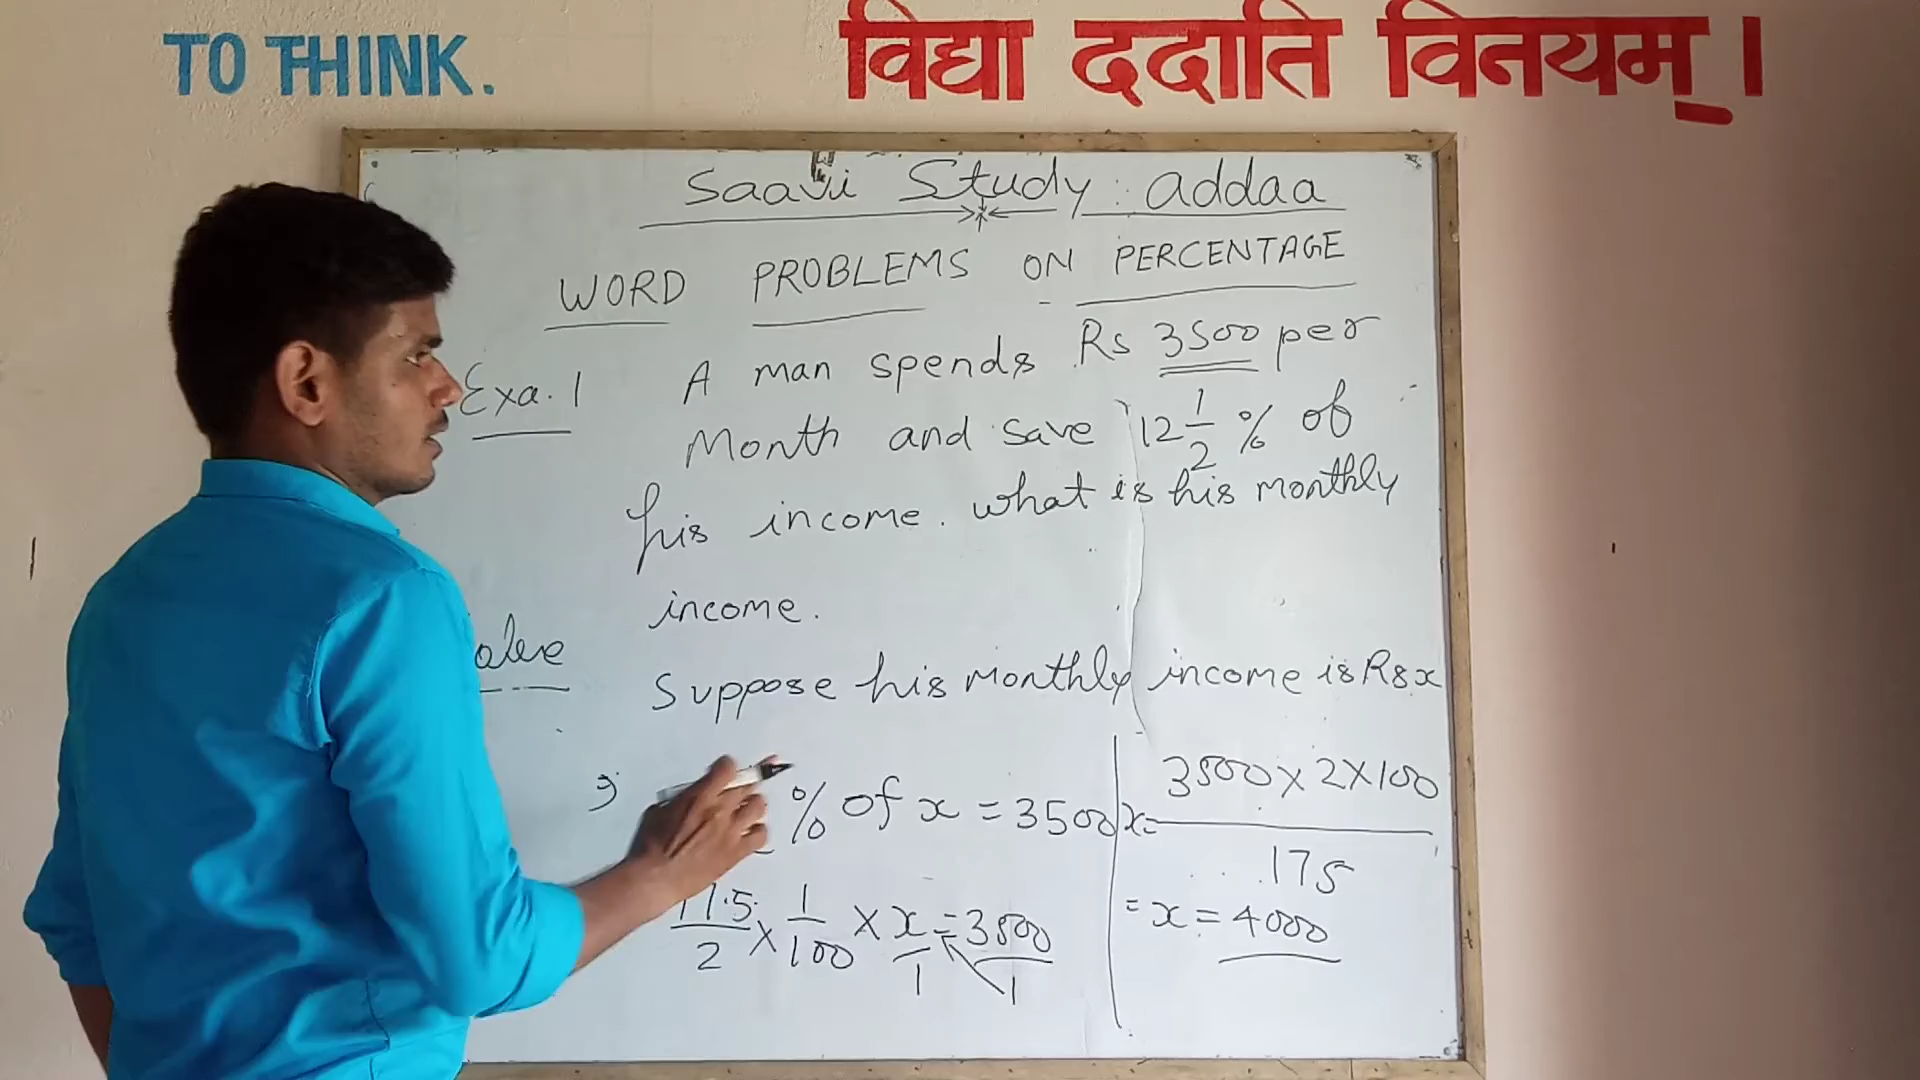 TO THINK.
विद्या ददाति विनयम्।
Saavi Study addaa
WORD PROBLEMS ON PERCENTAGE
Exa. 1 A man spends Rs 3500 per
Month and save 12 1/2 % of
his income. what is his monthly
income.
Suppose his monthly income is Rs x
% of x = 3500
x = 3500 x 2 x 100 / 175
17.5/2 x 1/100 x x/1 = 3500/1
= x = 4000